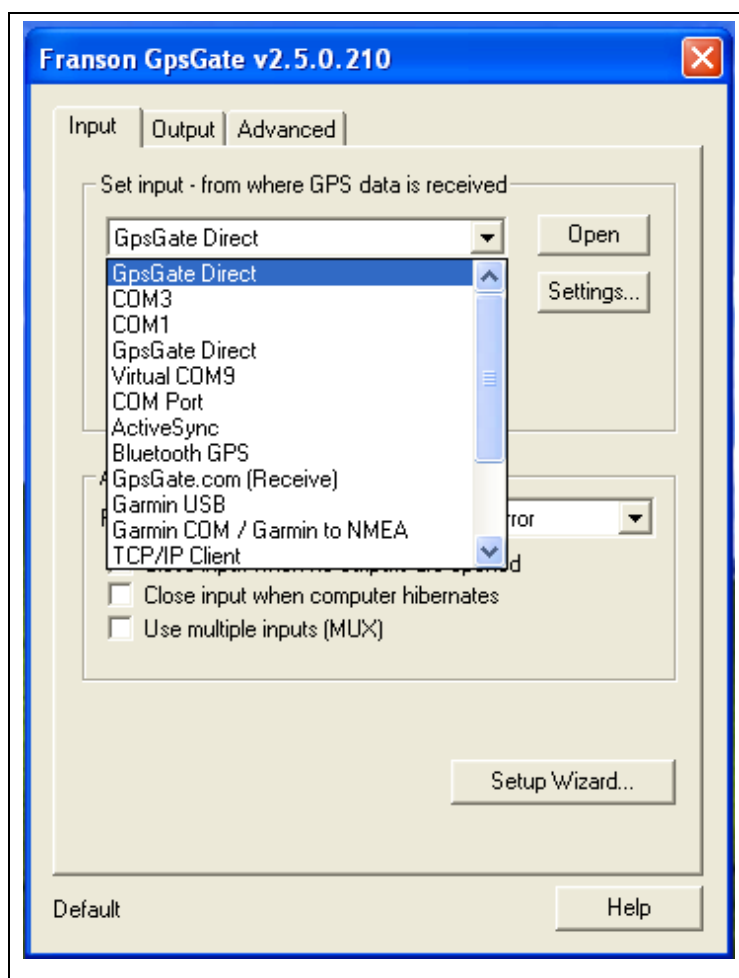 Franson GpsGate v2.5.0.210
Input Output Advanced
Set input - from where GPS data is received
GpsGate Direct Open
GpsGate Direct
Settings...
COM3
COM1
GpsGate Direct
Virtual COM9
COM Port
ActiveSync
Bluetooth GPS
GpsGate.com (Receive)
Garmin USB
Garmin COM / Garmin to NMEA
TCP/IP Client
Close input when computer hibernates
Use multiple inputs (MUX)
Setup Wizard...
Default Help